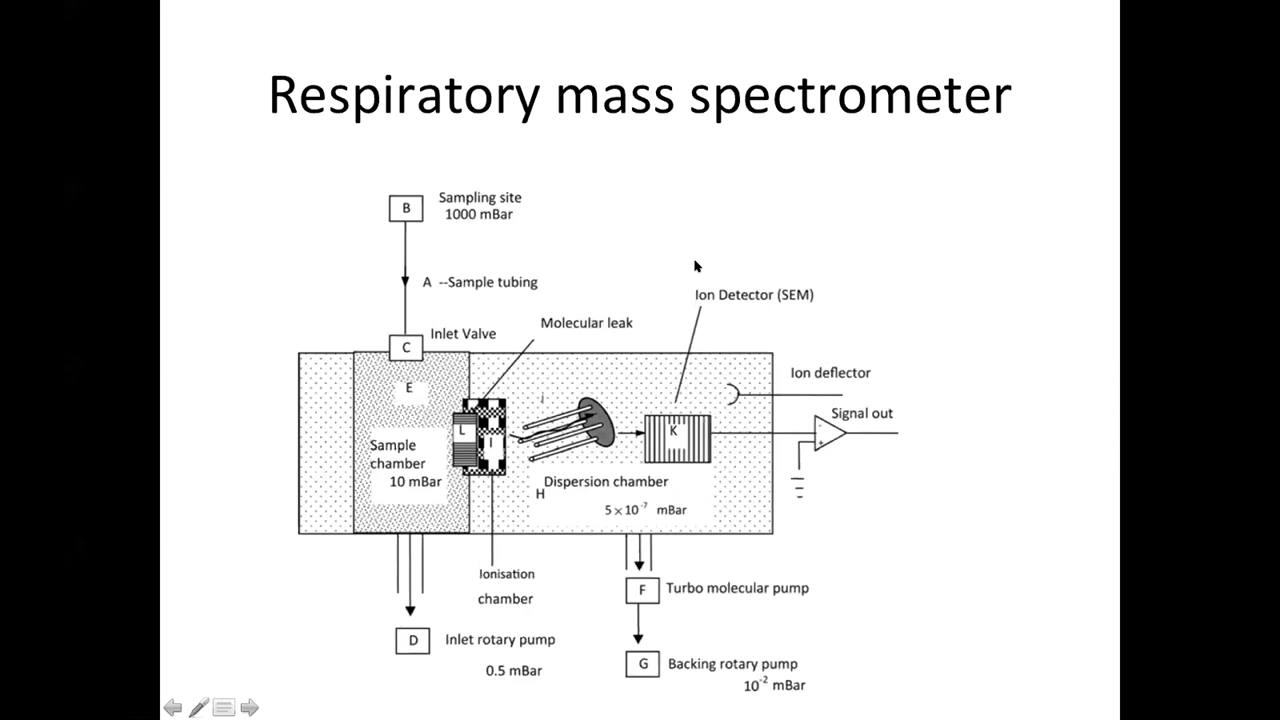 Respiratory mass spectrometer
B
Sampling site
1000 mBar
A --Sample tubing
Inlet Valve
Molecular leak
Ion Detector (SEM)
C
E
Ion deflector
Signal out
j
L
I
K
-
+
Sample
chamber
10 mBar
Dispersion chamber
H
5×10⁻⁷ mBar
Ionisation
chamber
F
Turbo molecular pump
D
Inlet rotary pump
0.5 mBar
G
Backing rotary pump
10⁻² mBar